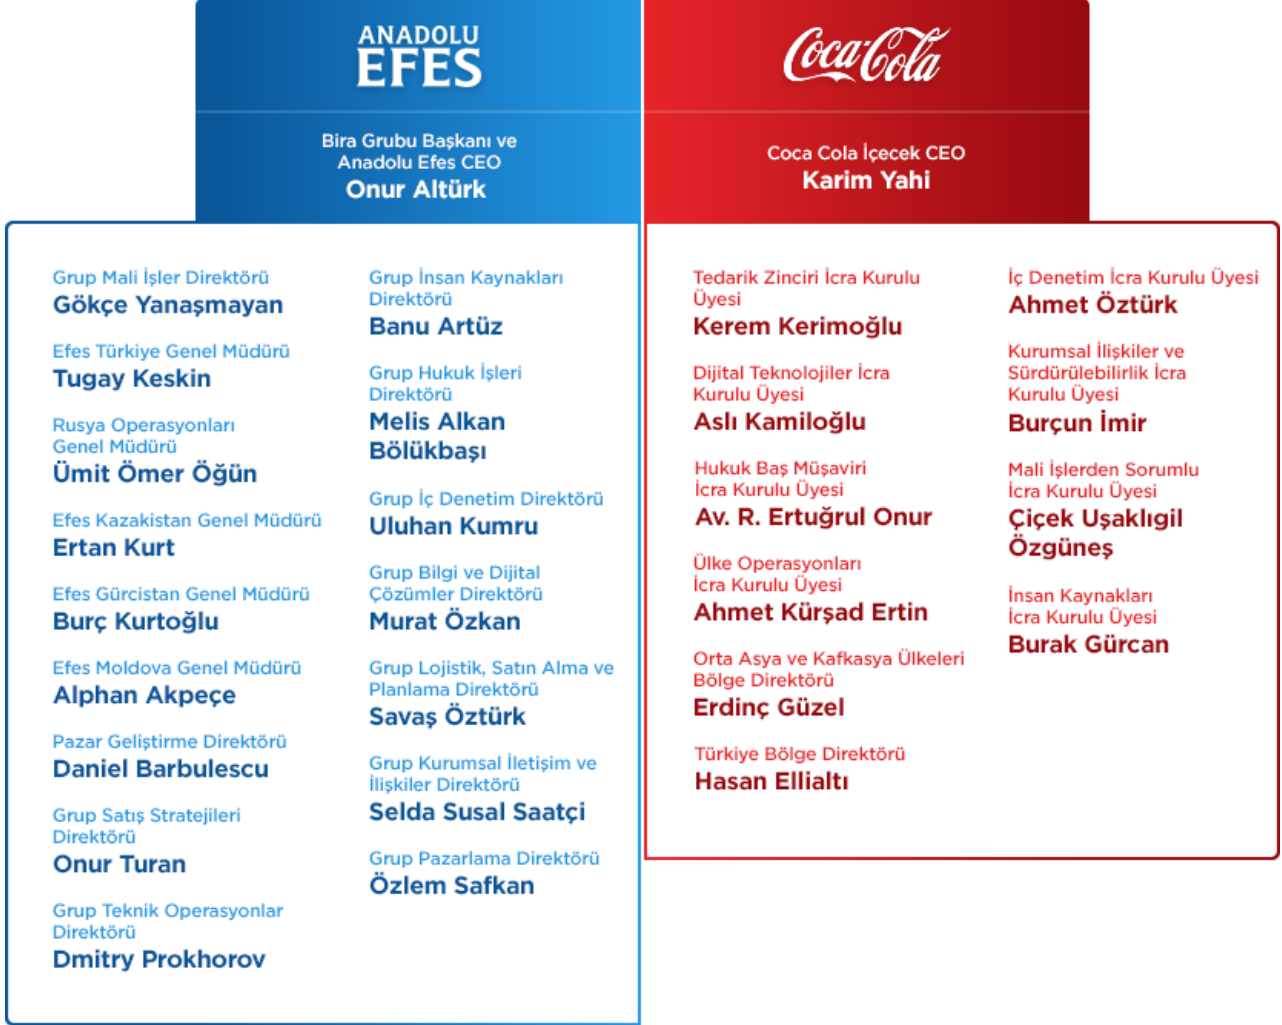 ANADOLU
EFES
Bira Grubu Başkanı ve
Anadolu Efes CEO
Onur Altürk
Grup Mali İşler Direktörü
Gökçe Yanaşmayan
Efes Türkiye Genel Müdürü
Tugay Keskin
Rusya Operasyonları
Genel Müdürü
Ümit Ömer Öğün
Efes Kazakistan Genel Müdürü
Ertan Kurt
Efes Gürcistan Genel Müdürü
Burç Kurtoğlu
Efes Moldova Genel Müdürü
Alphan Akpeçe
Pazar Geliştirme Direktörü
Daniel Barbulescu
Grup Satış Stratejileri
Direktörü
Onur Turan
Grup Teknik Operasyonlar
Direktörü
Dmitry Prokhorov
Grup İnsan Kaynakları
Direktörü
Banu Artüz
Grup Hukuk İşleri
Direktörü
Melis Alkan
Bölükbaşı
Grup İç Denetim Direktörü
Uluhan Kumru
Grup Bilgi ve Dijital
Çözümler Direktörü
Murat Özkan
Grup Lojistik, Satın Alma ve
Planlama Direktörü
Savaş Öztürk
Grup Kurumsal İletişim ve
İlişkiler Direktörü
Selda Susal Saatçi
Grup Pazarlama Direktörü
Özlem Safkan
Coca-Cola
Coca Cola İçecek CEO
Karim Yahi
Tedarik Zinciri İcra Kurulu
Üyesi
Kerem Kerimoğlu
Dijital Teknolojiler İcra
Kurulu Üyesi
Aslı Kamiloğlu
Hukuk Baş Müşaviri
İcra Kurulu Üyesi
Av. R. Ertuğrul Onur
Ülke Operasyonları
İcra Kurulu Üyesi
Ahmet Kürşad Ertin
Orta Asya ve Kafkasya Ülkeleri
Bölge Direktörü
Erdinç Güzel
Türkiye Bölge Direktörü
Hasan Ellialtı
İç Denetim İcra Kurulu Üyesi
Ahmet Öztürk
Kurumsal İlişkiler ve
Sürdürülebilirlik İcra
Kurulu Üyesi
Burçun İmir
Mali İşlerden Sorumlu
İcra Kurulu Üyesi
Çiçek Uşaklıgil
Özgüneş
İnsan Kaynakları
İcra Kurulu Üyesi
Burak Gürcan